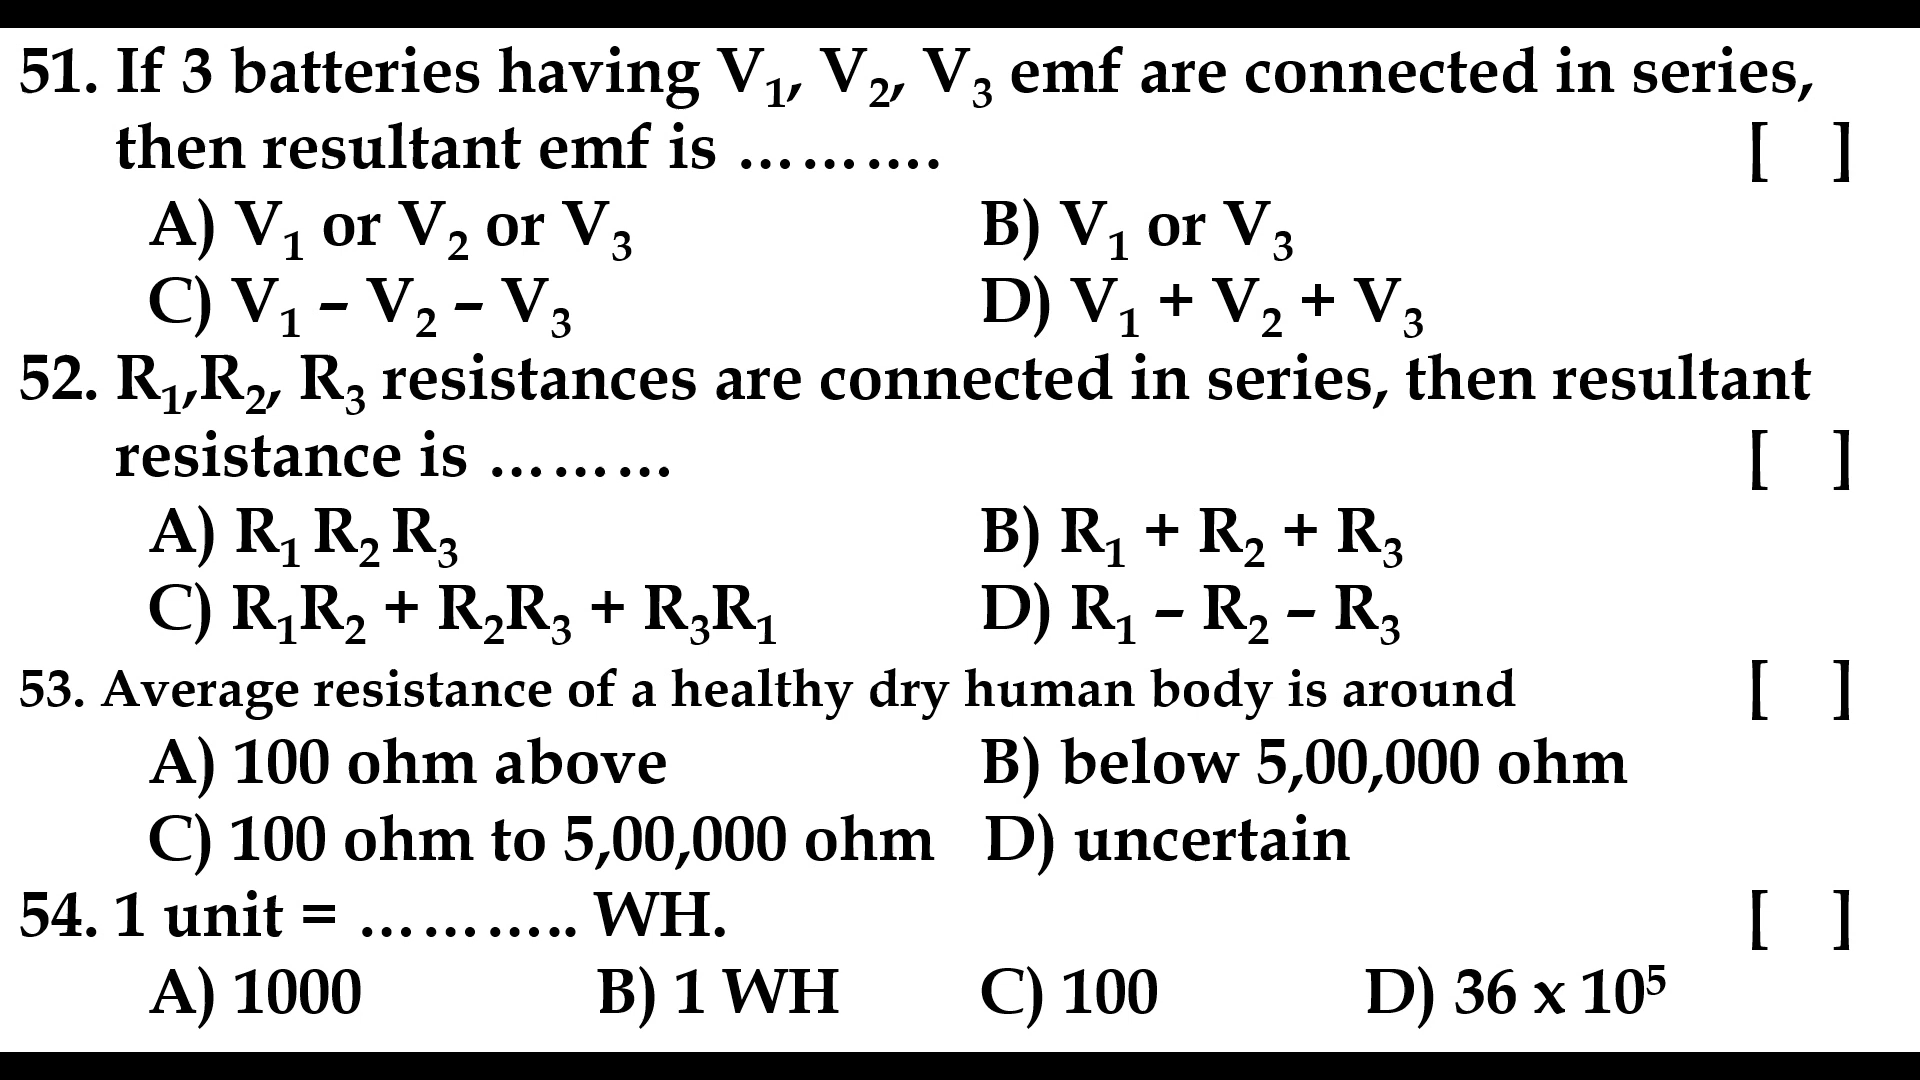 51. If 3 batteries having V₁, V₂, V₃ emf are connected in series,
then resultant emf is ………. [ ]
A) V₁ or V₂ or V₃ B) V₁ or V₃
C) V₁ – V₂ – V₃ D) V₁ + V₂ + V₃
52. R₁,R₂, R₃ resistances are connected in series, then resultant
resistance is ……… [ ]
A) R₁ R₂ R₃ B) R₁ + R₂ + R₃
C) R₁R₂ + R₂R₃ + R₃R₁ D) R₁ – R₂ – R₃
53. Average resistance of a healthy dry human body is around [ ]
A) 100 ohm above B) below 5,00,000 ohm
C) 100 ohm to 5,00,000 ohm D) uncertain
54. 1 unit = ……….. WH. [ ]
A) 1000 B) 1 WH C) 100 D) 36 x 10⁵